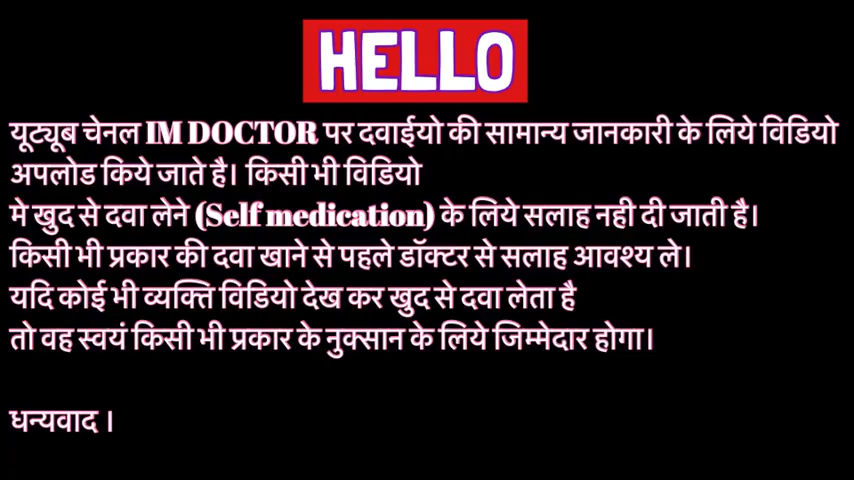 HELLO
यूट्यूब चेनल IM DOCTOR पर दवाईयो की सामान्य जानकारी के लिये विडियो
अपलोड किये जाते है। किसी भी विडियो
मे खुद से दवा लेने (Self medication) के लिये सलाह नही दी जाती है।
किसी भी प्रकार की दवा खाने से पहले डॉक्टर से सलाह आवश्य ले।
यदि कोई भी व्यक्ति विडियो देख कर खुद से दवा लेता है
तो वह स्वयं किसी भी प्रकार के नुक्सान के लिये जिम्मेदार होगा।
धन्यवाद ।